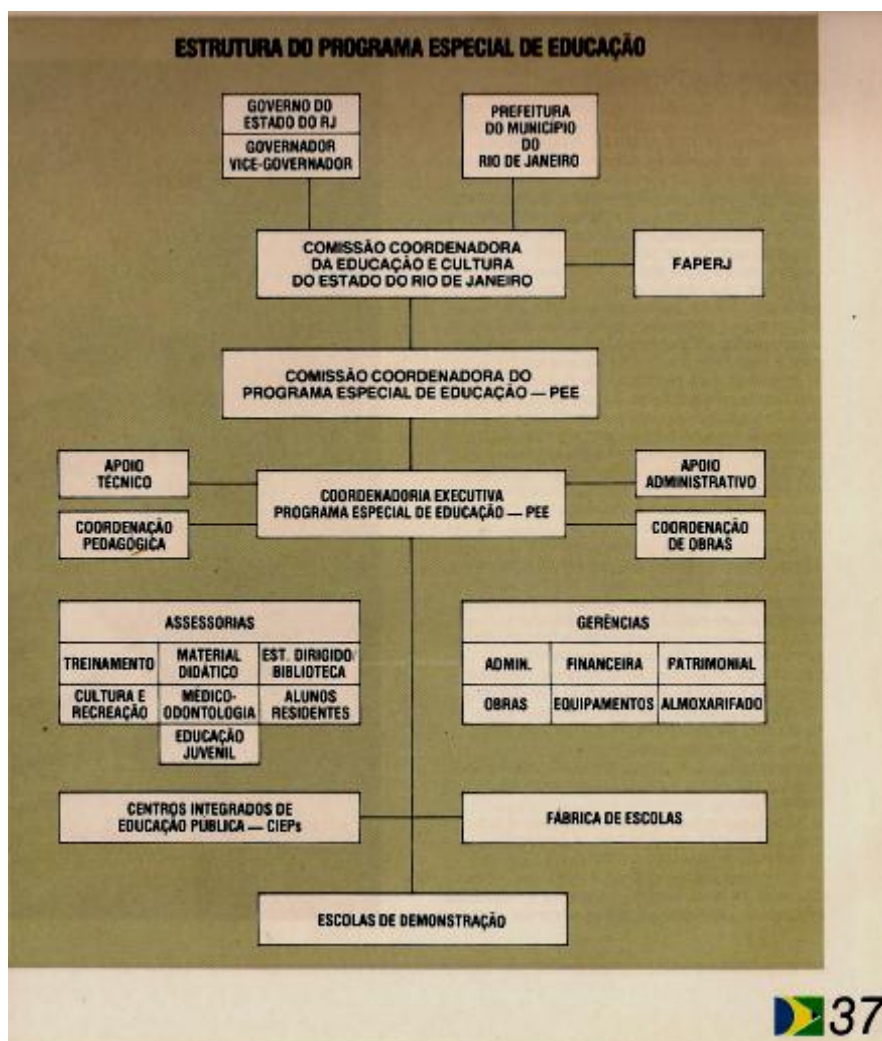 ESTRUTURA DO PROGRAMA ESPECIAL DE EDUCAÇÃO
GOVERNO DO
ESTADO DO RJ
GOVERNADOR
VICE-GOVERNADOR
PREFEITURA
DO MUNICÍPIO
DO
RIO DE JANEIRO
COMISSÃO COORDENADORA
DA EDUCAÇÃO E CULTURA
DO ESTADO DO RIO DE JANEIRO
FAPERJ
COMISSÃO COORDENADORA DO
PROGRAMA ESPECIAL DE EDUCAÇÃO — PEE
APOIO
TÉCNICO
COORDENADORIA EXECUTIVA
PROGRAMA ESPECIAL DE EDUCAÇÃO — PEE
APOIO
ADMINISTRATIVO
COORDENAÇÃO
PEDAGÓGICA
COORDENAÇÃO
DE OBRAS
ASSESSORIAS
TREINAMENTO
MATERIAL
DIDÁTICO
EST. DIRIGIDO/
BIBLIOTECA
CULTURA E
RECREAÇÃO
MÉDICO-
ODONTOLOGIA
ALUNOS
RESIDENTES
EDUCAÇÃO
JUVENIL
GERÊNCIAS
ADMIN.
FINANCEIRA
PATRIMONIAL
OBRAS
EQUIPAMENTOS
ALMOXARIFADO
CENTROS INTEGRADOS DE
EDUCAÇÃO PÚBLICA — CIEPs
FÁBRICA DE ESCOLAS
ESCOLAS DE DEMONSTRAÇÃO
37